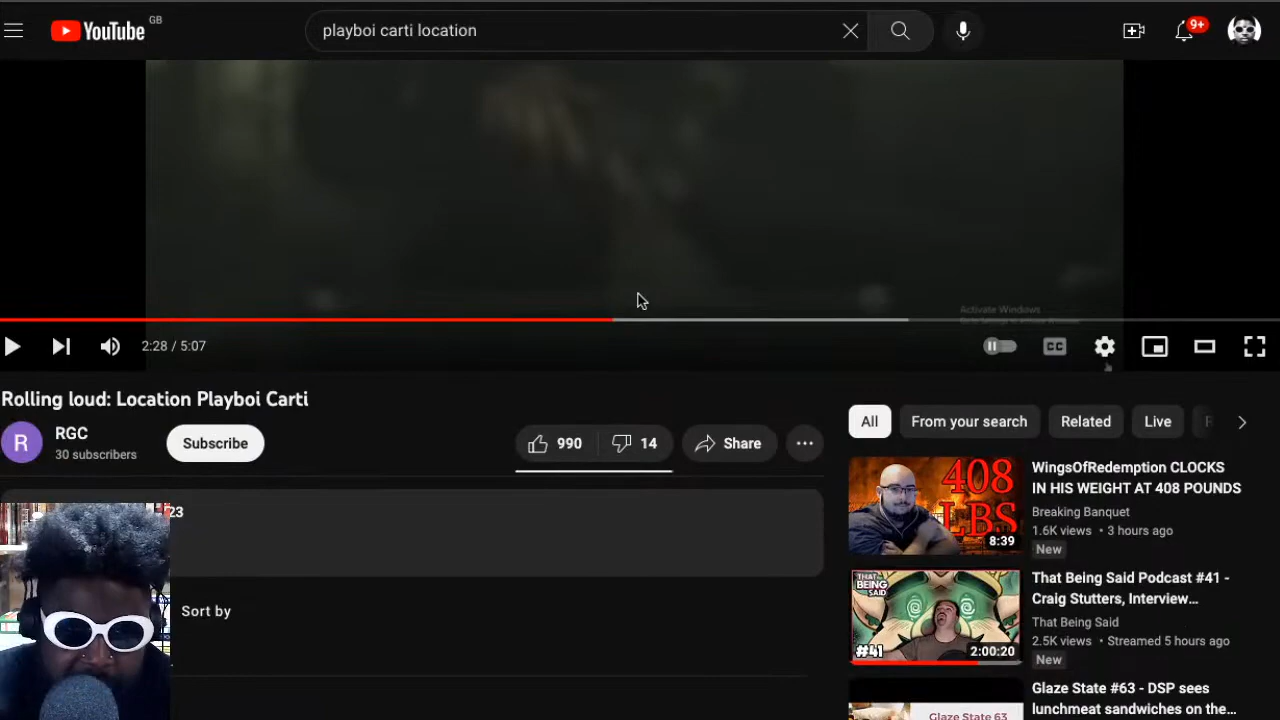 YouTube GB
playboi carti location
9+
Activate Windows
2:28 / 5:07
CC
Rolling loud: Location Playboi Carti
R
RGC
30 subscribers
Subscribe
990
14
Share
23
Sort by
All
From your search
Related
Live
408
LBS
8:39
WingsOfRedemption CLOCKS
IN HIS WEIGHT AT 408 POUNDS
Breaking Banquet
1.6K views • 3 hours ago
New
THAT
BEING
SAID
#41
2:00:20
That Being Said Podcast #41 -
Craig Stutters, Interview…
That Being Said
2.5K views • Streamed 5 hours ago
New
Glaze State 63
Glaze State #63 - DSP sees
lunchmeat sandwiches on the…